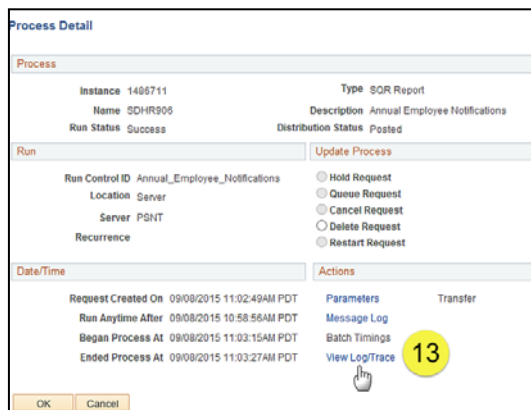 Process Detail
Process
Instance 1486711 Type SQR Report
Name SDHR906 Description Annual Employee Notifications
Run Status Success Distribution Status Posted
Run Update Process
Run Control ID Annual_Employee_Notifications Hold Request
Location Server Queue Request
Server PSNT Cancel Request
Recurrence Delete Request
Restart Request
Date/Time Actions
Request Created On 09/08/2015 11:02:49AM PDT Parameters Transfer
Run Anytime After 09/08/2015 10:58:56AM PDT Message Log
Began Process At 09/08/2015 11:03:15AM PDT Batch Timings
Ended Process At 09/08/2015 11:03:27AM PDT View Log/Trace 13
OK Cancel